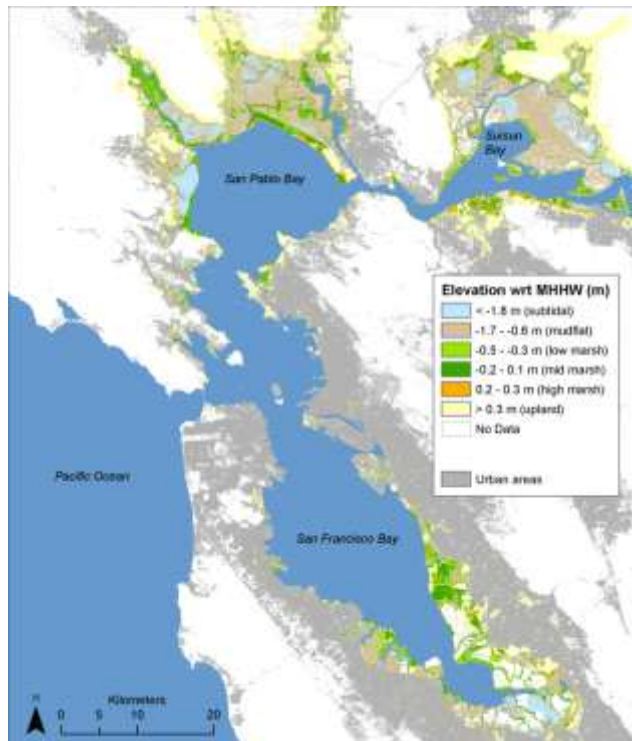 San Pablo Bay
Suisun
Bay
Elevation wrt MHHW (m)
< -1.8 m (subtidal)
-1.7 - -0.6 m (mudflat)
-0.5 - -0.3 m (low marsh)
-0.2 - 0.1 m (mid marsh)
0.2 - 0.3 m (high marsh)
> 0.3 m (upland)
No Data
Urban areas
Pacific Ocean
San Francisco Bay
N
Kilometers
0 5 10 20